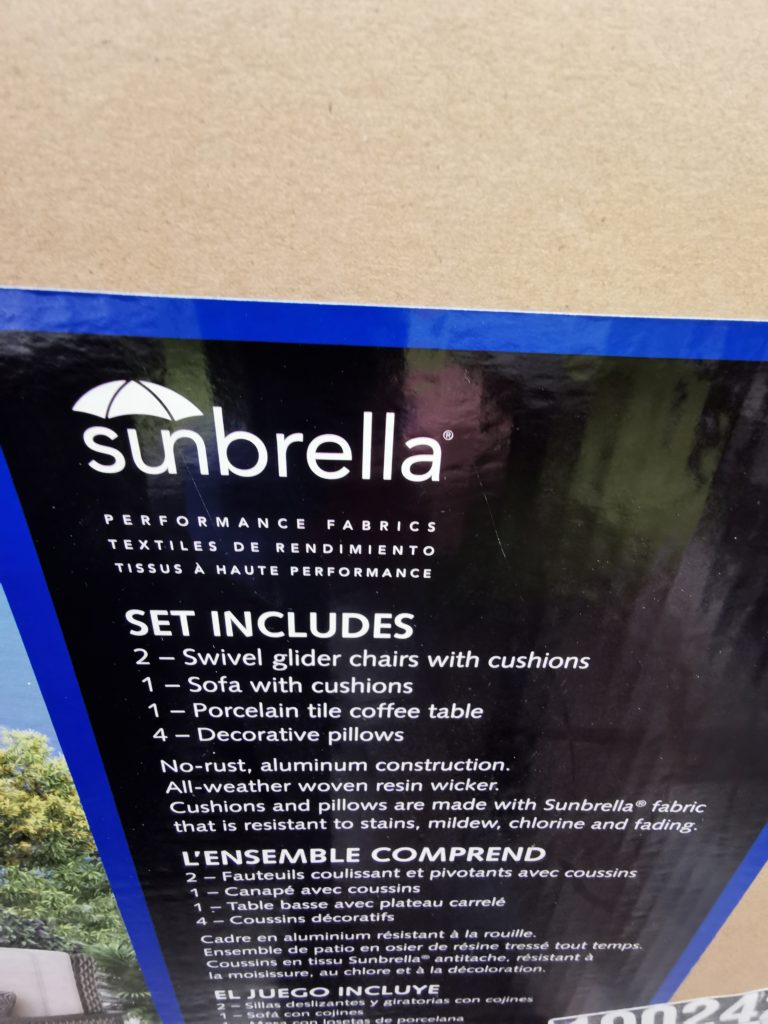 sunbrella®
PERFORMANCE FABRICS
TEXTILES DE RENDIMIENTO
TISSUS À HAUTE PERFORMANCE
SET INCLUDES
2 – Swivel glider chairs with cushions
1 – Sofa with cushions
1 – Porcelain tile coffee table
4 – Decorative pillows
No-rust, aluminum construction.
All-weather woven resin wicker.
Cushions and pillows are made with Sunbrella® fabric
that is resistant to stains, mildew, chlorine and fading.
L'ENSEMBLE COMPREND
2 – Fauteuils coulissant et pivotants avec coussins
1 – Canapé avec coussins
1 – Table basse avec plateau carrelé
4 – Coussins décoratifs
Cadre en aluminium résistant à la rouille.
Ensemble de patio en osier de résine tressé tout temps.
Coussins en tissu Sunbrella® antitache, résistant à
la moisissure, au chlore et à la décoloration.
EL JUEGO INCLUYE
2 – Sillas deslizantes y giratorias con cojines
1 – Sofá con cojines
1 – Mesa con losetas de porcelana